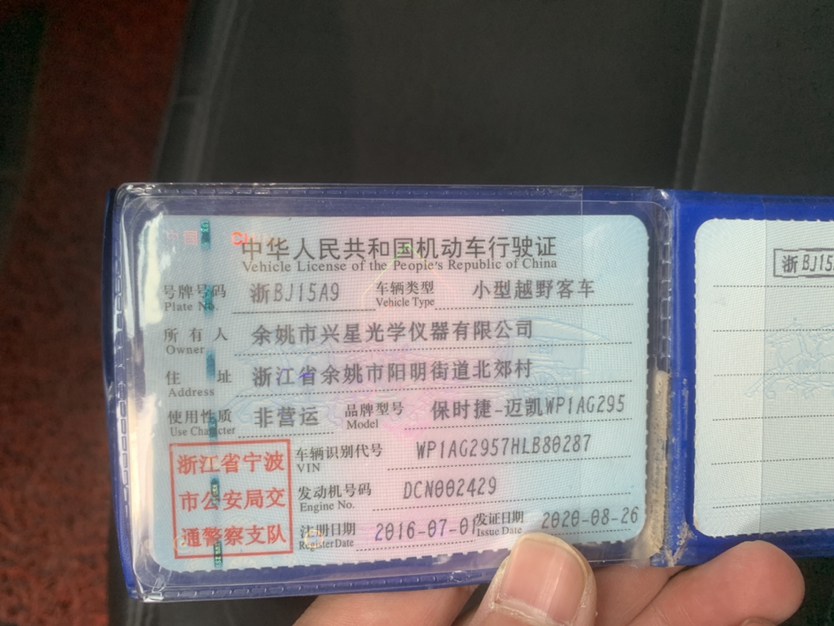 中国
中华人民共和国机动车行驶证
Vehicle License of the People's Republic of China
号牌号码 浙BJ15A9 车辆类型 小型越野客车
Plate No. Vehicle Type
所有人 余姚市兴星光学仪器有限公司
Owner
住址 浙江省余姚市阳明街道北郊村
Address
使用性质 非营运 品牌型号 保时捷-迈凯WP1AG295
Use Character Model
浙江省宁波
市公安局交
通警察支队
车辆识别代号 WP1AG2957HLB80287
VIN
发动机号码 DCN002429
Engine No.
注册日期 2016-07-01 发证日期 2020-08-26
Register Date Issue Date
浙BJ15